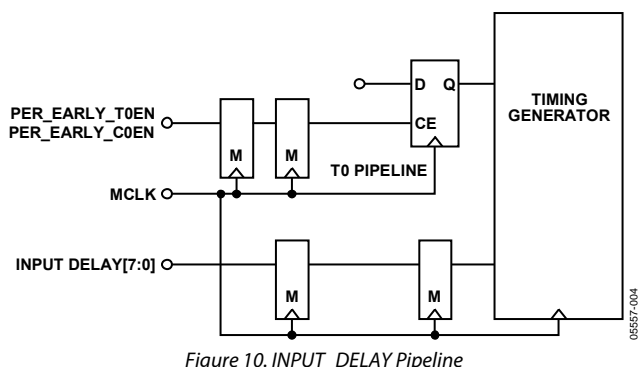 D Q
TIMING
GENERATOR
PER_EARLY_T0EN
PER_EARLY_C0EN
CE
M
M
T0 PIPELINE
MCLK
INPUT DELAY[7:0]
M
M
05557-004
Figure 10. INPUT_DELAY Pipeline